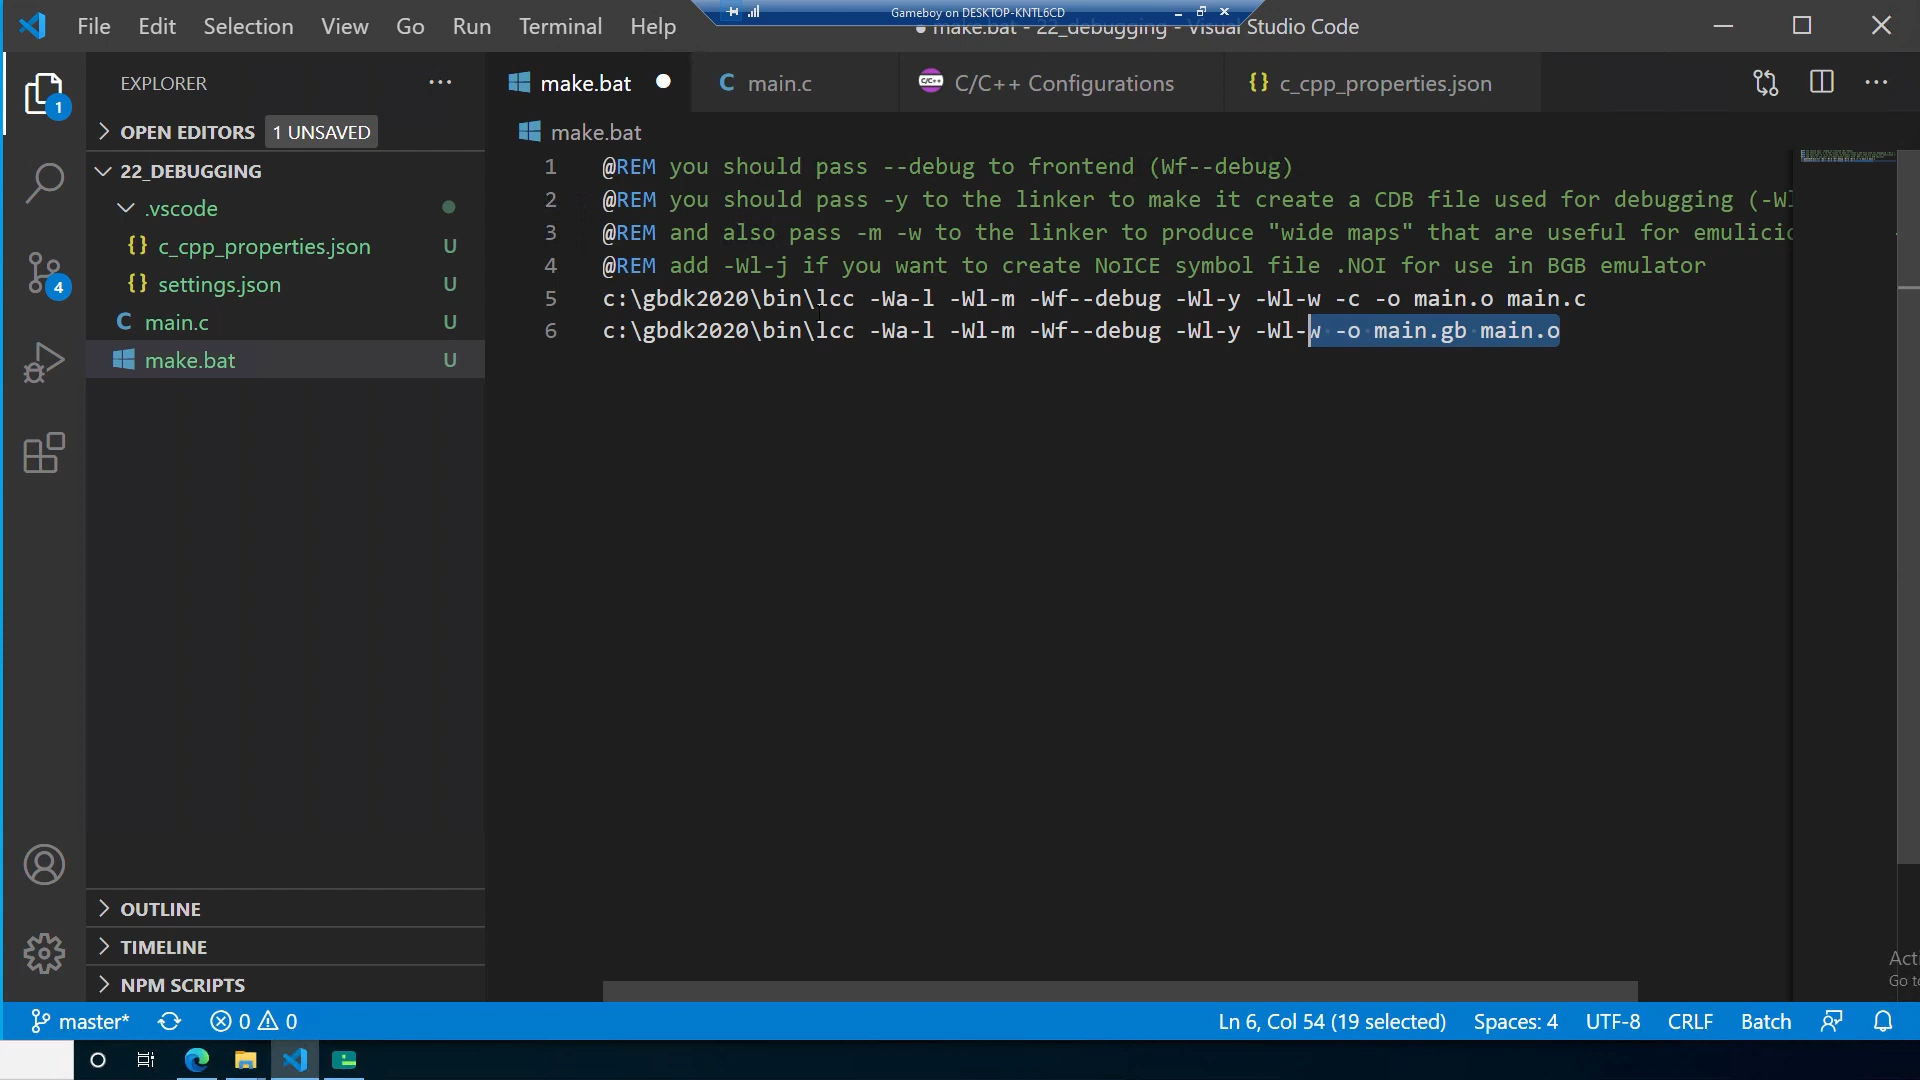 Gameboy on DESKTOP-KNTL6CD
File Edit Selection View Go Run Terminal Help
make.bat - 22_debugging - Visual Studio Code
EXPLORER
make.bat
main.c
C/C++ Configurations
{} c_cpp_properties.json
OPEN EDITORS 1 UNSAVED
make.bat
22_DEBUGGING
.vscode
{} c_cpp_properties.json U
{} settings.json U
C main.c U
make.bat U
1 @REM you should pass --debug to frontend (Wf--debug)
2 @REM you should pass -y to the linker to make it create a CDB file used for debugging (-Wl
3 @REM and also pass -m -w to the linker to produce "wide maps" that are useful for emulicio
4 @REM add -Wl-j if you want to create NoICE symbol file .NOI for use in BGB emulator
5 c:\gbdk2020\bin\lcc -Wa-l -Wl-m -Wf--debug -Wl-y -Wl-w -c -o main.o main.c
6 c:\gbdk2020\bin\lcc -Wa-l -Wl-m -Wf--debug -Wl-y -Wl-w -o main.gb main.o
1
4
OUTLINE
TIMELINE
NPM SCRIPTS
Acti
Go to
master* 0 0 Ln 6, Col 54 (19 selected) Spaces: 4 UTF-8 CRLF Batch